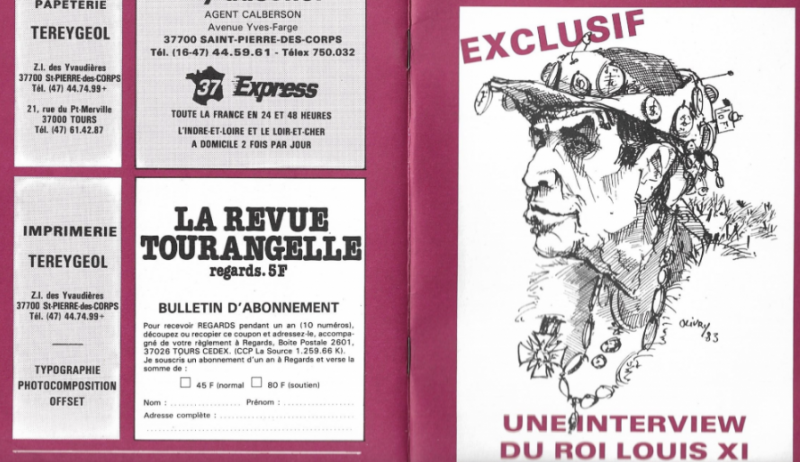 PAPETERIE
TEREYGEOL
Z.I. des Yvaudières
37700 St-PIERRE-des-CORPS
Tél. (47) 44.74.99+
21, rue du Pt-Merville
37000 TOURS
Tél. (47) 61.42.87
IMPRIMERIE
TEREYGEOL
Z.I. des Yvaudières
37700 St-PIERRE-des-CORPS
Tél. (47) 44.74.99+
TYPOGRAPHIE
PHOTOCOMPOSITION
OFFSET
AGENT CALBERSON
Avenue Yves-Farge
37700 SAINT-PIERRE-DES-CORPS
Tél. (16-47) 44.59.61 - Télex 750.032
37 Express
TOUTE LA FRANCE EN 24 ET 48 HEURES
L'INDRE-ET-LOIRE ET LE LOIR-ET-CHER
A DOMICILE 2 FOIS PAR JOUR
LA REVUE
TOURANGELLE
regards. 5F
BULLETIN D'ABONNEMENT
Pour recevoir REGARDS pendant un an (10 numéros),
découpez ou recopier ce coupon et adressez-le, accompa-
gné de votre règlement à Regards, Boite Postale 2601,
37026 TOURS CEDEX. (CCP La Source 1.259.66 K).
Je souscris un abonnement d'un an à Regards et verse la
somme de :
45 F (normal 80 F (soutien)
Nom : Prénom :
Adresse complète :
EXCLUSIF
83
UNE INTERVIEW
DU ROI LOUIS XI